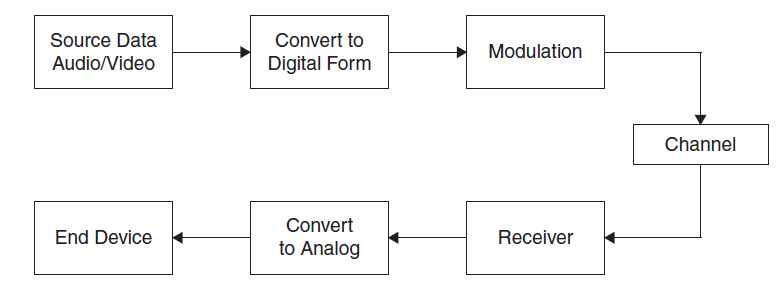 Source Data
Audio/Video
Convert to
Digital Form
Modulation
Channel
End Device
Convert
to Analog
Receiver